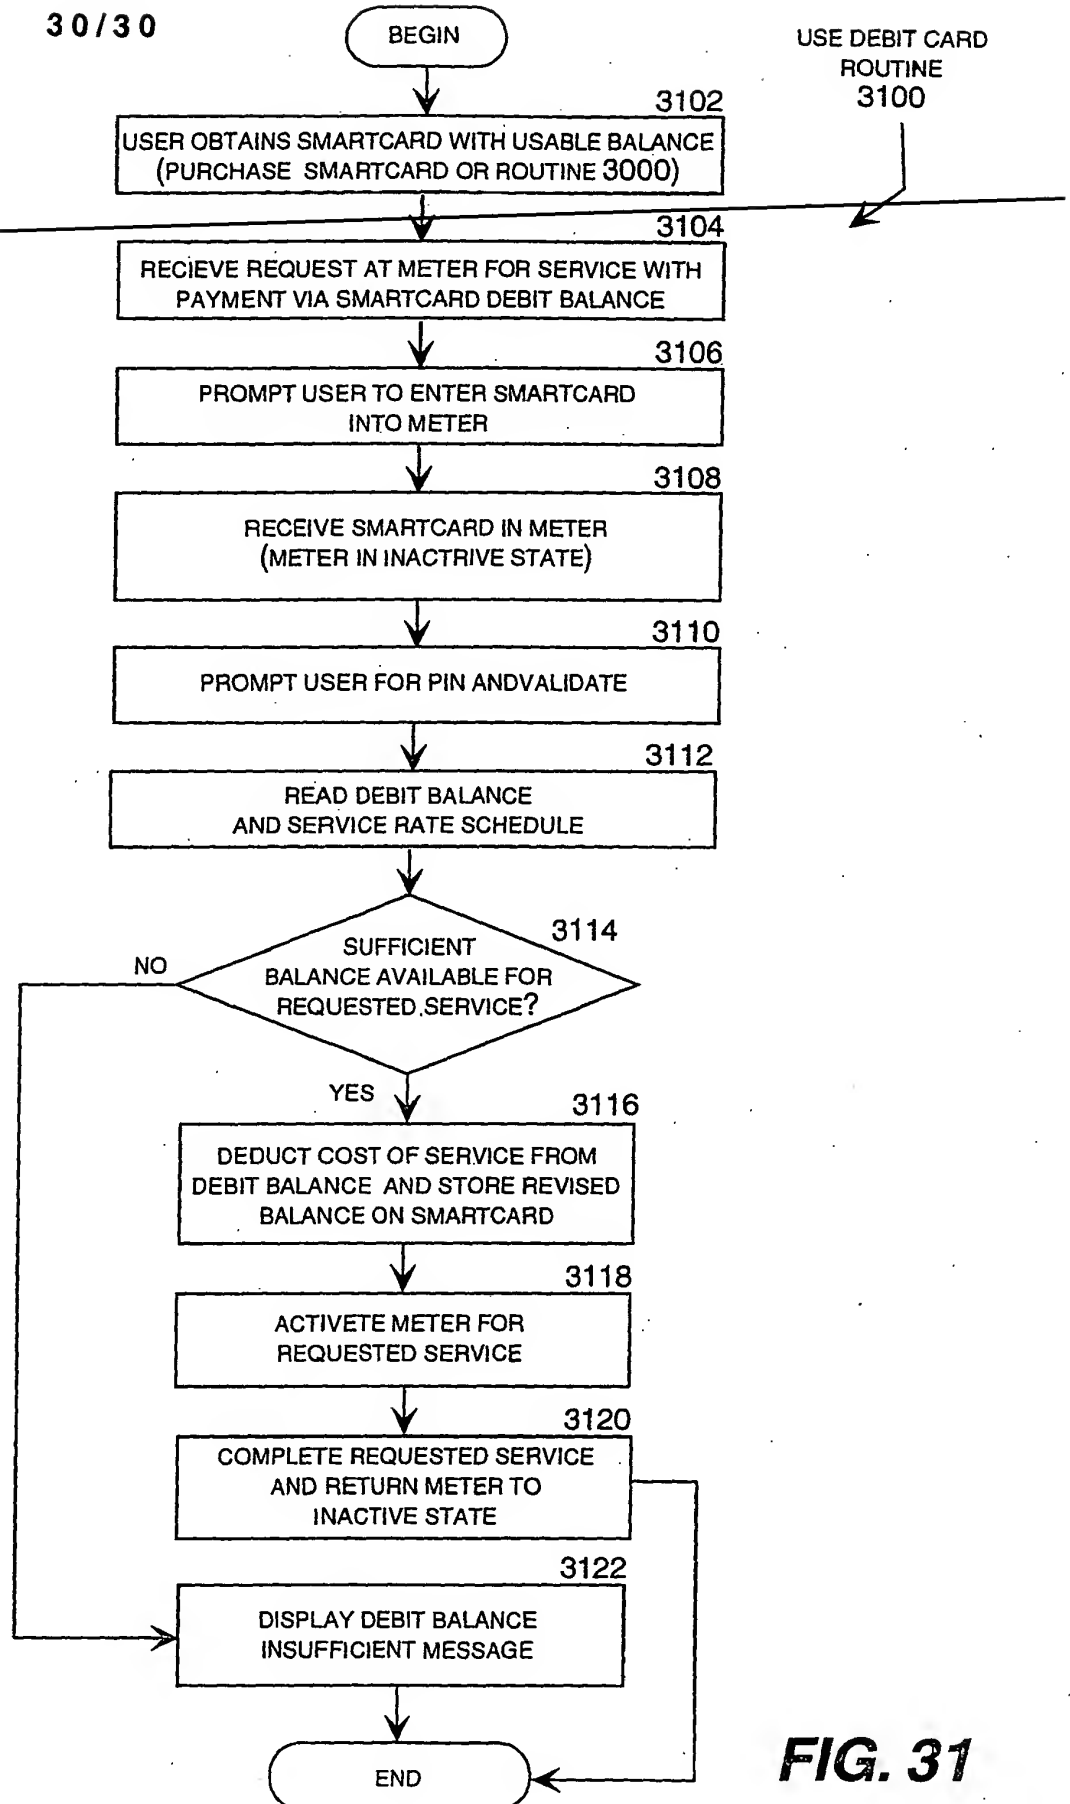 30/30
BEGIN
USE DEBIT CARD
ROUTINE
3100
3102
USER OBTAINS SMARTCARD WITH USABLE BALANCE
(PURCHASE SMARTCARD OR ROUTINE 3000)
3104
RECIEVE REQUEST AT METER FOR SERVICE WITH
PAYMENT VIA SMARTCARD DEBIT BALANCE
3106
PROMPT USER TO ENTER SMARTCARD
INTO METER
3108
RECEIVE SMARTCARD IN METER
(METER IN INACTRIVE STATE)
3110
PROMPT USER FOR PIN ANDVALIDATE
3112
READ DEBIT BALANCE
AND SERVICE RATE SCHEDULE
3114
SUFFICIENT
BALANCE AVAILABLE FOR
REQUESTED SERVICE?
NO
YES
3116
DEDUCT COST OF SERVICE FROM
DEBIT BALANCE AND STORE REVISED
BALANCE ON SMARTCARD
3118
ACTIVETE METER FOR
REQUESTED SERVICE
3120
COMPLETE REQUESTED SERVICE
AND RETURN METER TO
INACTIVE STATE
3122
DISPLAY DEBIT BALANCE
INSUFFICIENT MESSAGE
END
FIG. 31